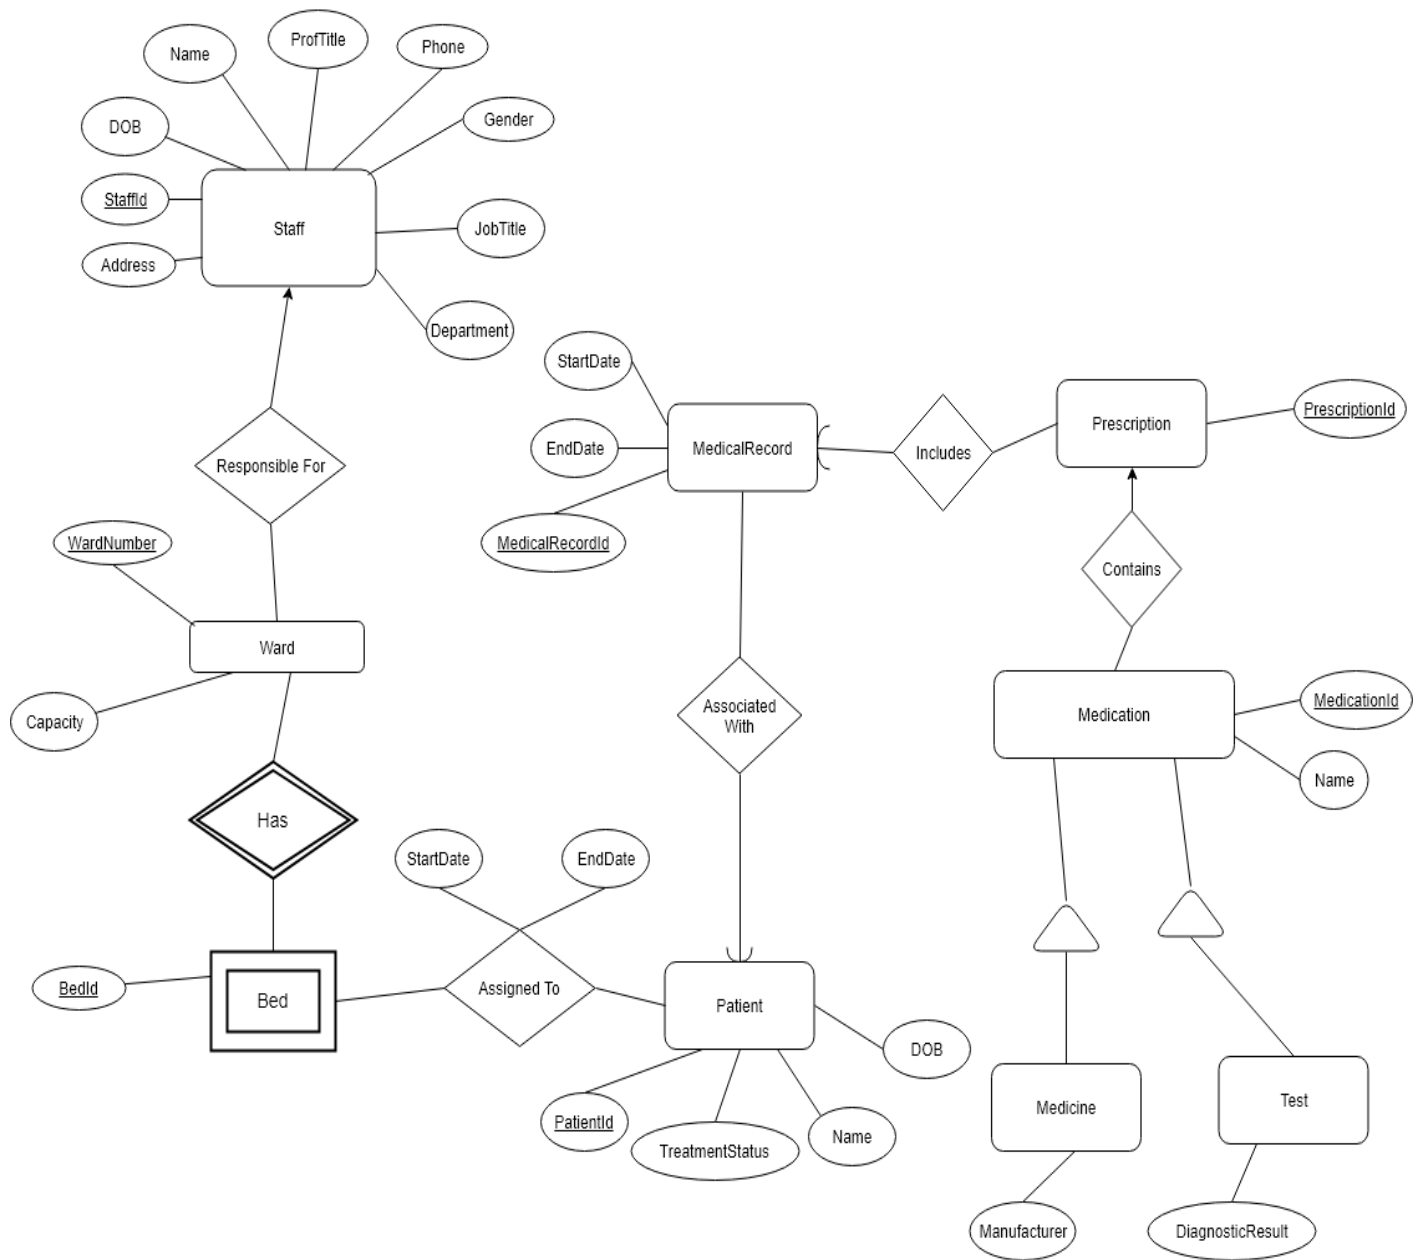 ProfTitle
Name
Phone
DOB
Gender
StaffId
Staff
JobTitle
Address
Department
StartDate
PrescriptionId
Prescription
EndDate
MedicalRecord
Includes
Responsible For
WardNumber
MedicalRecordId
Contains
Ward
Associated
With
MedicationId
Medication
Capacity
Name
Has
StartDate
EndDate
BedId
Bed
Assigned To
Patient
DOB
PatientId
Name
TreatmentStatus
Medicine
Test
Manufacturer
DiagnosticResult